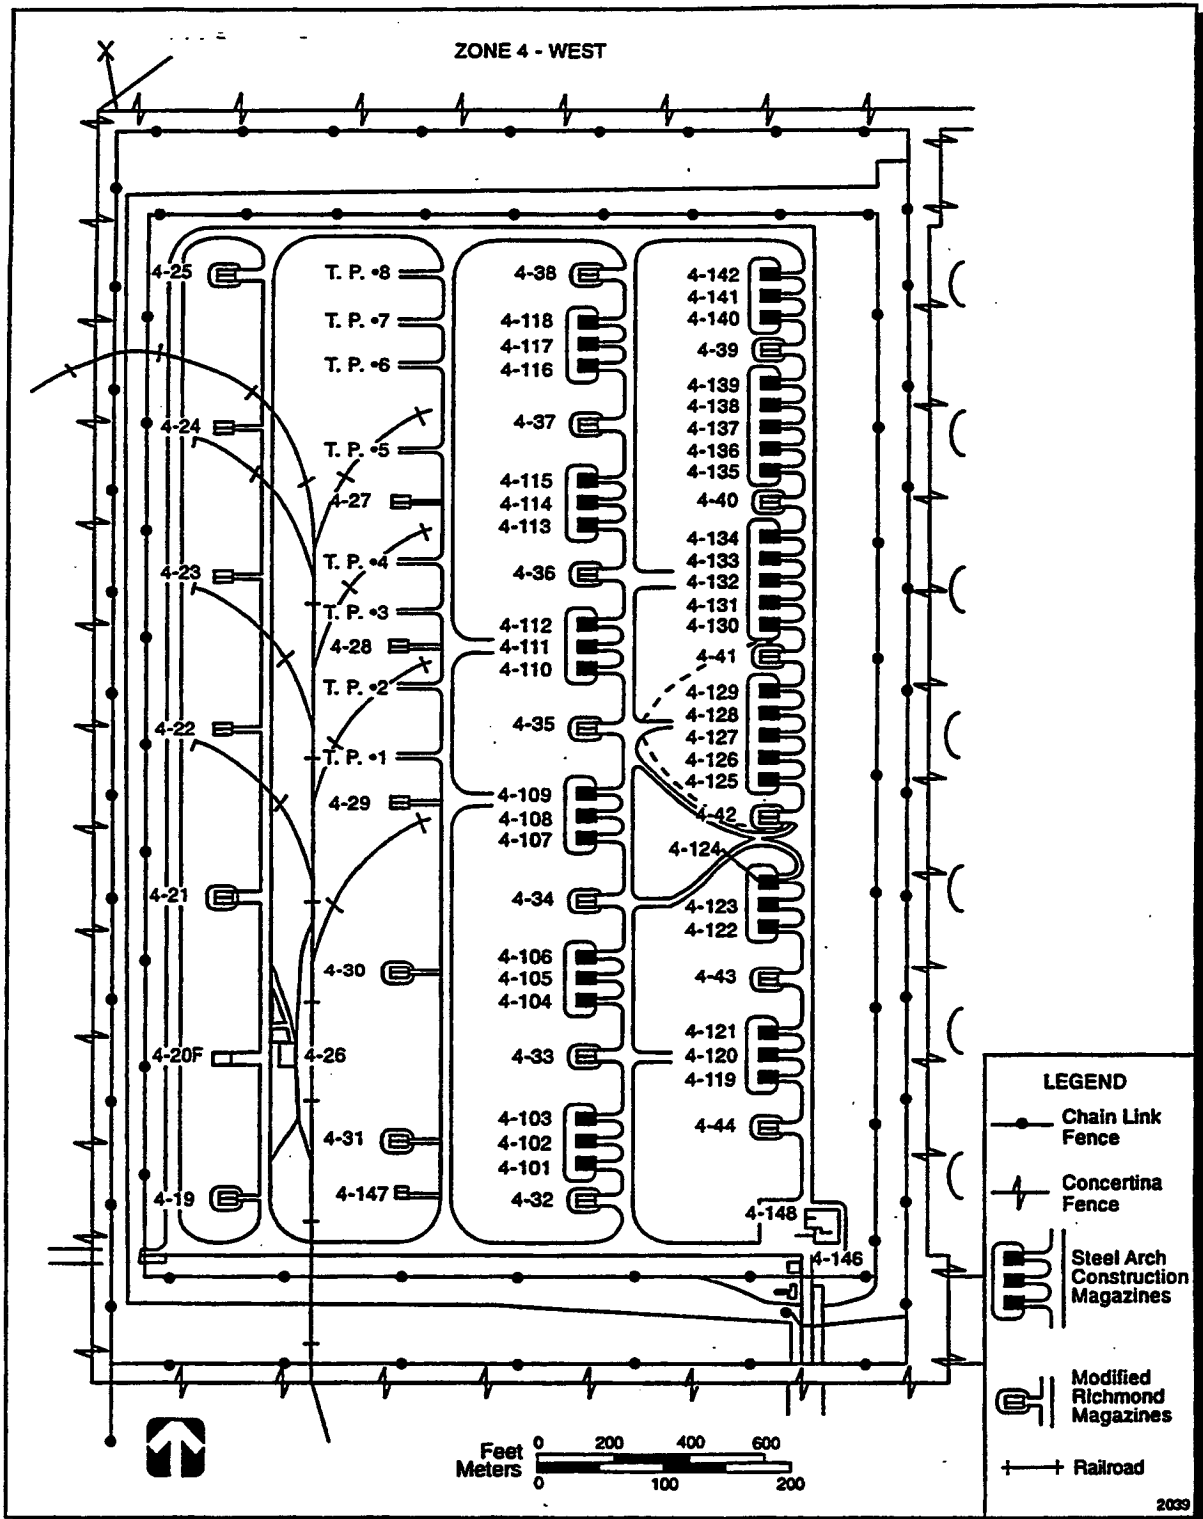 ZONE 4 - WEST
X
4-25
4-24
4-23
4-22
4-21
4-20F
4-19
4-26
T. P. •8
T. P. •7
T. P. •6
T. P. •5
4-27
T. P. •4
T. P. •3
4-28
T. P. •2
T. P. •1
4-29
4-30
4-31
4-147
4-38
4-118
4-117
4-116
4-37
4-115
4-114
4-113
4-36
4-112
4-111
4-110
4-35
4-109
4-108
4-107
4-34
4-106
4-105
4-104
4-33
4-103
4-102
4-101
4-32
4-142
4-141
4-140
4-39
4-139
4-138
4-137
4-136
4-135
4-40
4-134
4-133
4-132
4-131
4-130
4-41
4-129
4-128
4-127
4-126
4-125
4-42
4-124
4-123
4-122
4-43
4-121
4-120
4-119
4-44
4-148
4-146
LEGEND
Chain Link
Fence
Concertina
Fence
Steel Arch
Construction
Magazines
Modified
Richmond
Magazines
Railroad
0 200 400 600
Feet
Meters
0 100 200
2039